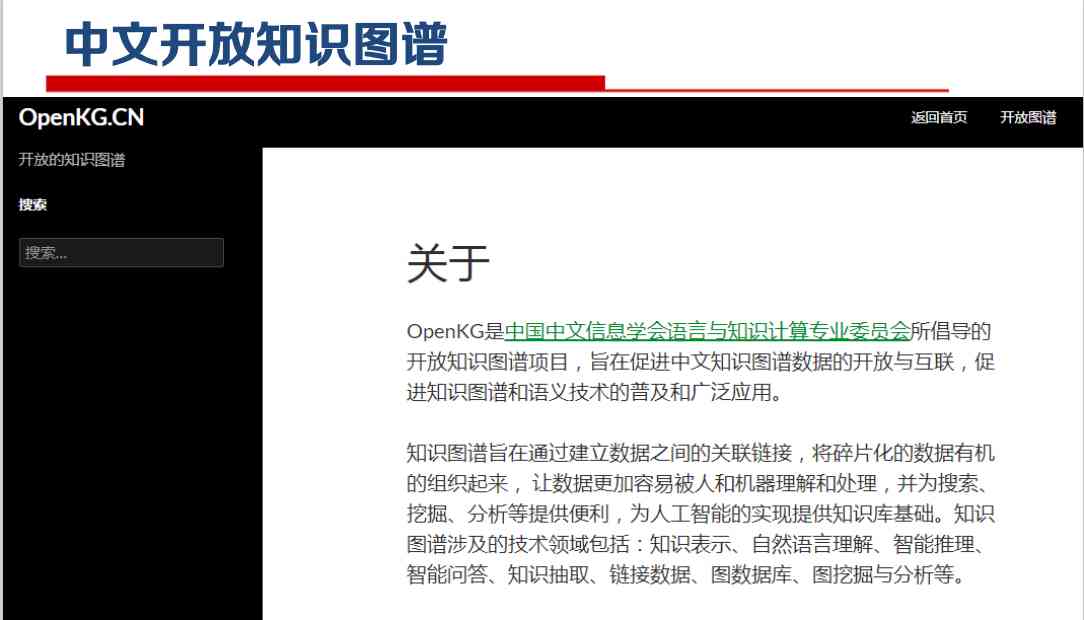 中文开放知识图谱
OpenKG.CN
返回首页
开放图谱
开放的知识图谱
搜索
搜索...
关于
OpenKG是中国中文信息学会语言与知识计算专业委员会所倡导的
开放知识图谱项目，旨在促进中文知识图谱数据的开放与互联，促
进知识图谱和语义技术的普及和广泛应用。
知识图谱旨在通过建立数据之间的关联链接，将碎片化的数据有机
的组织起来， 让数据更加容易被人和机器理解和处理，并为搜索、
挖掘、分析等提供便利，为人工智能的实现提供知识库基础。知识
图谱涉及的技术领域包括：知识表示、自然语言理解、智能推理、
智能问答、知识抽取、链接数据、图数据库、图挖掘与分析等。